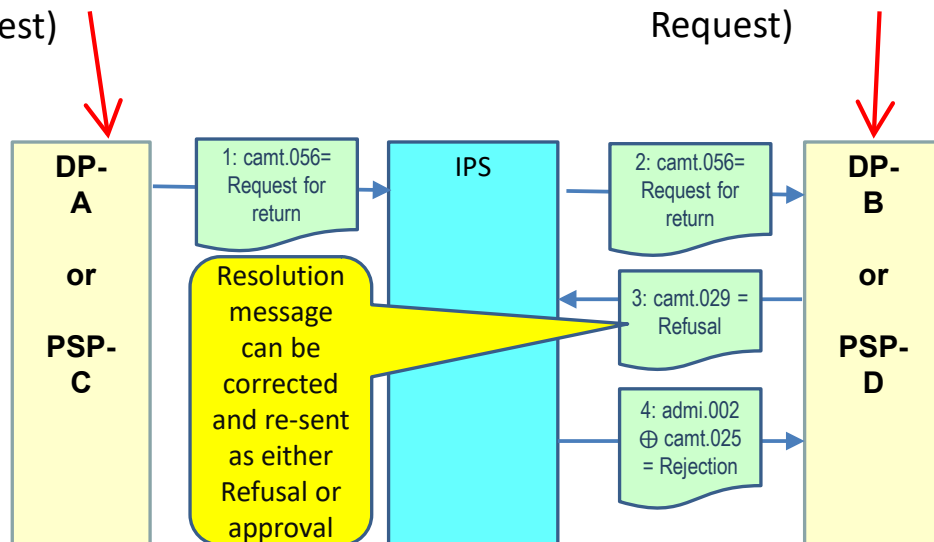 est)
Request)
DP-
A
or
PSP-
C
1: camt.056=
Request for
return
IPS
2: camt.056=
Request for
return
DP-
B
or
PSP-
D
Resolution
message
can be
corrected
and re-sent
as either
Refusal or
approval
3: camt.029 =
Refusal
4: admi.002
⊕ camt.025
= Rejection